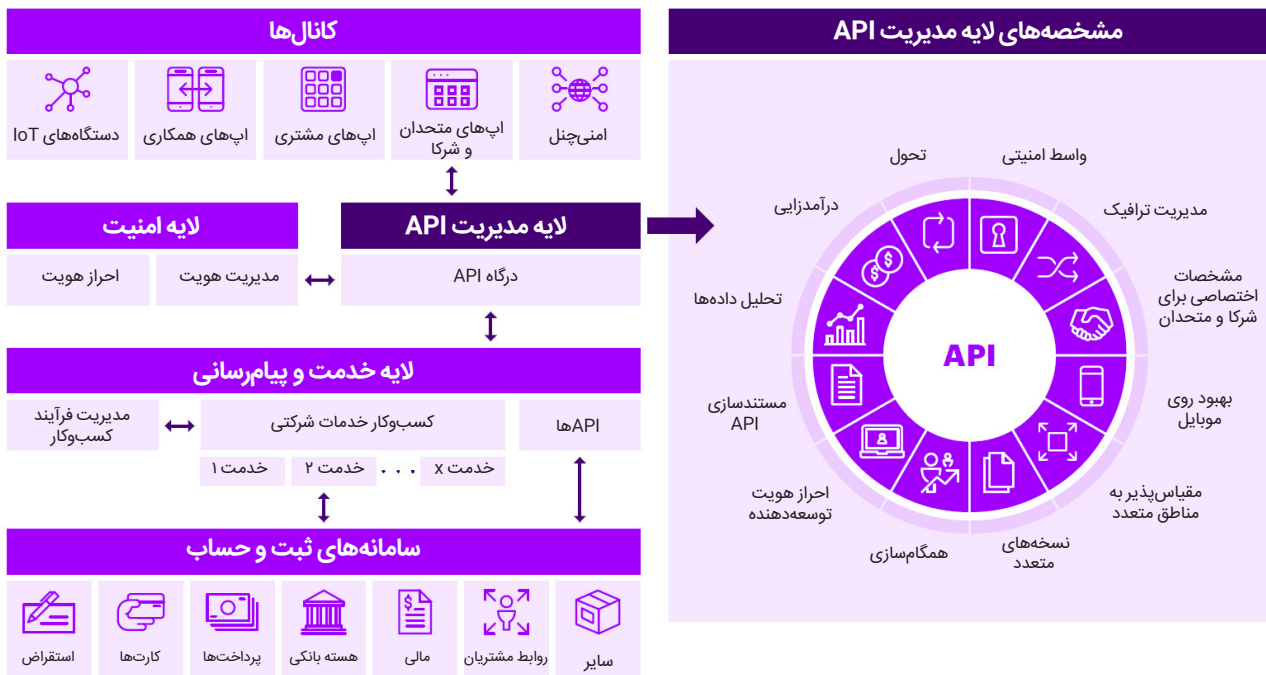 کانال‌ها
امنی‌چنل
اپ‌های متحدان
و شرکا
اپ‌های مشتری
اپ‌های همکاری
دستگاه‌های IoT
لایه مدیریت API
درگاه API
لایه امنیت
مدیریت هویت
احراز هویت
لایه خدمت و پیام‌رسانی
APIها
کسب‌وکار خدمات شرکتی
مدیریت فرآیند
کسب‌وکار
خدمت x
. . .
خدمت ۲
خدمت ۱
سامانه‌های ثبت و حساب
سایر
روابط مشتریان
مالی
هسته بانکی
پرداخت‌ها
کارت‌ها
استقراض
مشخصه‌های لایه مدیریت API
واسط امنیتی
مدیریت ترافیک
مشخصات
اختصاصی برای
شرکا و متحدان
بهبود روی
موبایل
مقیاس‌پذیر به
مناطق متعدد
نسخه‌های
متعدد
همگام‌سازی
احراز هویت
توسعه‌دهنده
مستندسازی
API
تحلیل داده‌ها
درآمدزایی
تحول
API